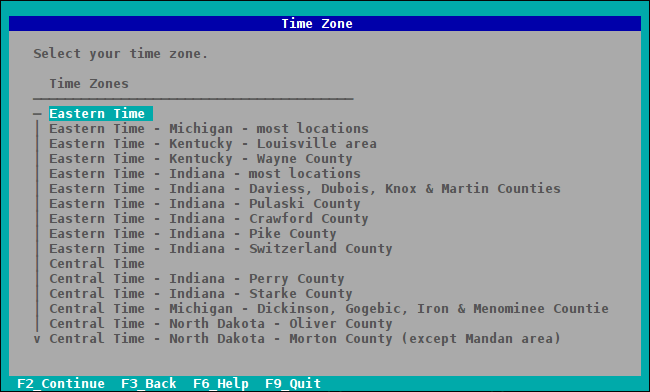 Time Zone
Select your time zone.
Time Zones
Eastern Time
Eastern Time - Michigan - most locations
Eastern Time - Kentucky - Louisville area
Eastern Time - Kentucky - Wayne County
Eastern Time - Indiana - most locations
Eastern Time - Indiana - Daviess, Dubois, Knox & Martin Counties
Eastern Time - Indiana - Pulaski County
Eastern Time - Indiana - Crawford County
Eastern Time - Indiana - Pike County
Eastern Time - Indiana - Switzerland County
Central Time
Central Time - Indiana - Perry County
Central Time - Indiana - Starke County
Central Time - Michigan - Dickinson, Gogebic, Iron & Menominee Countie
Central Time - North Dakota - Oliver County
v Central Time - North Dakota - Morton County (except Mandan area)
F2_Continue F3_Back F6_Help F9_Quit